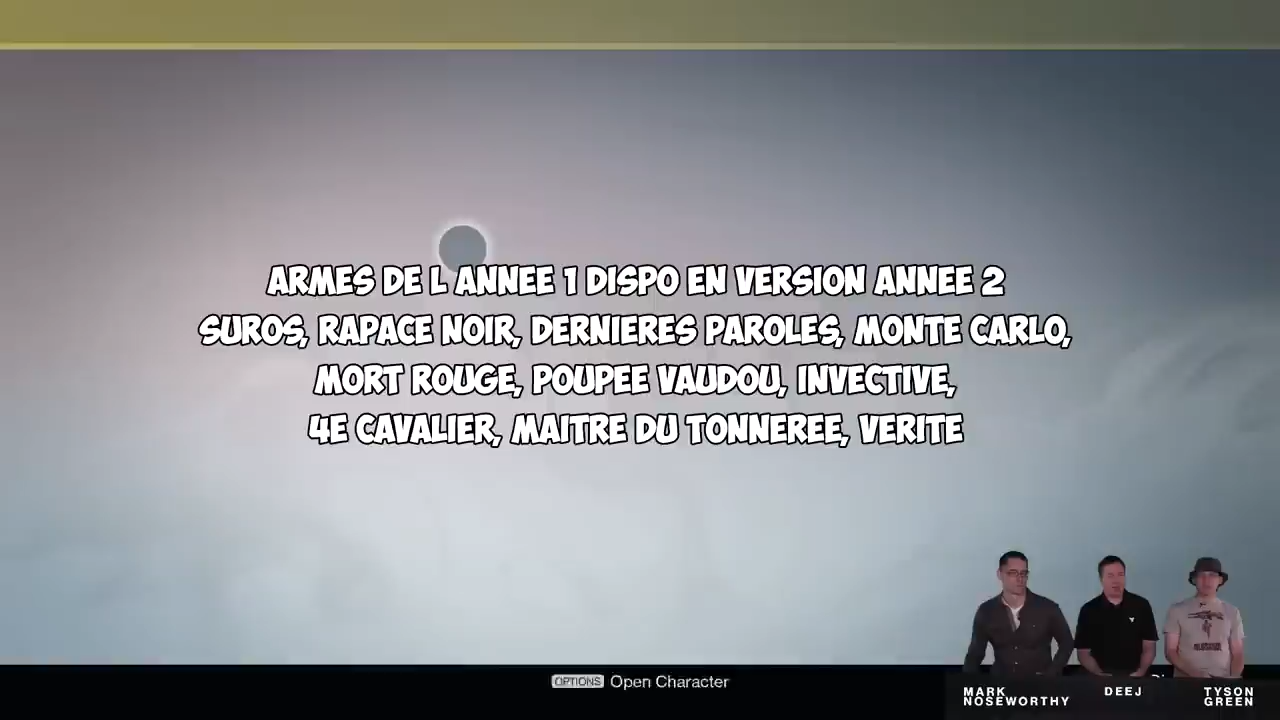 ARMES DE L ANNEE 1 DISPO EN VERSION ANNEE 2
SUROS, RAPACE NOIR, DERNIERES PAROLES, MONTE CARLO,
MORT ROUGE, POUPEE VAUDOU, INVECTIVE,
4E CAVALIER, MAITRE DU TONNEREE, VERITE
OPTIONS Open Character
MARK NOSEWORTHY
DEEJ
TYSON GREEN